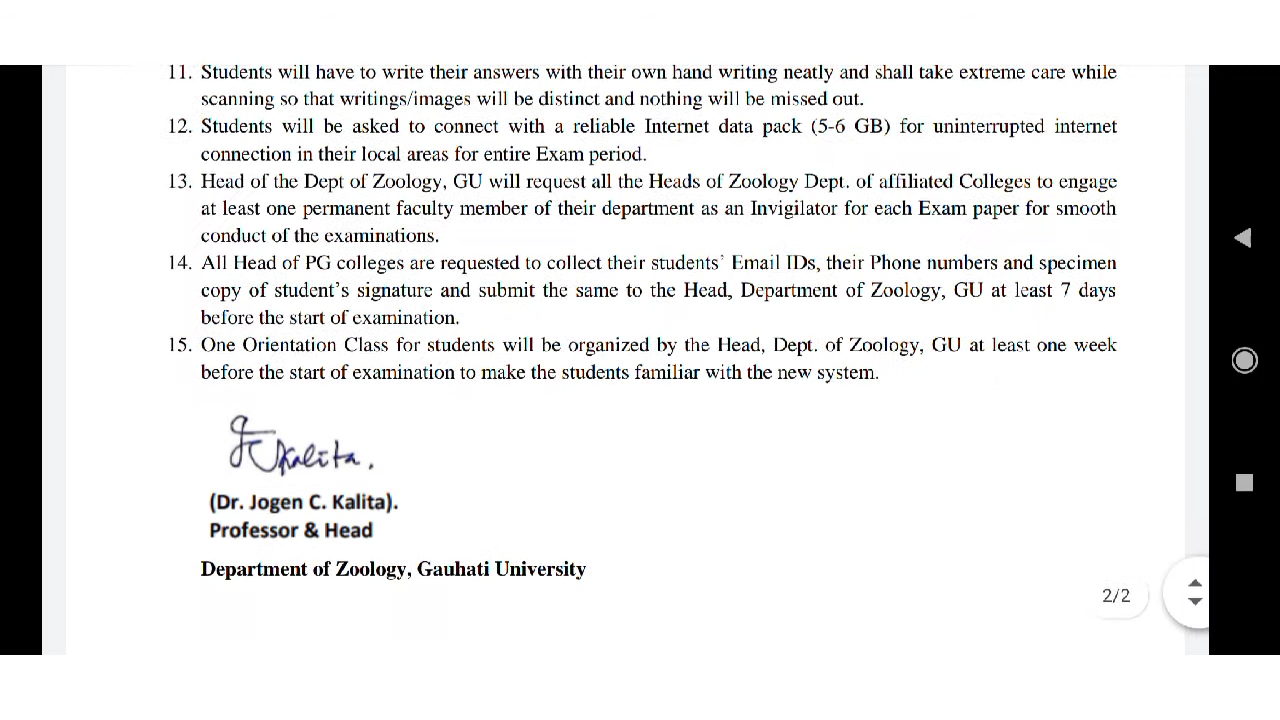 11. Students will have to write their answers with their own hand writing neatly and shall take extreme care while
scanning so that writings/images will be distinct and nothing will be missed out.
12. Students will be asked to connect with a reliable Internet data pack (5-6 GB) for uninterrupted internet
connection in their local areas for entire Exam period.
13. Head of the Dept of Zoology, GU will request all the Heads of Zoology Dept. of affiliated Colleges to engage
at least one permanent faculty member of their department as an Invigilator for each Exam paper for smooth
conduct of the examinations.
14. All Head of PG colleges are requested to collect their students’ Email IDs, their Phone numbers and specimen
copy of student’s signature and submit the same to the Head, Department of Zoology, GU at least 7 days
before the start of examination.
15. One Orientation Class for students will be organized by the Head, Dept. of Zoology, GU at least one week
before the start of examination to make the students familiar with the new system.
JCKalita.
(Dr. Jogen C. Kalita).
Professor & Head
Department of Zoology, Gauhati University
2/2